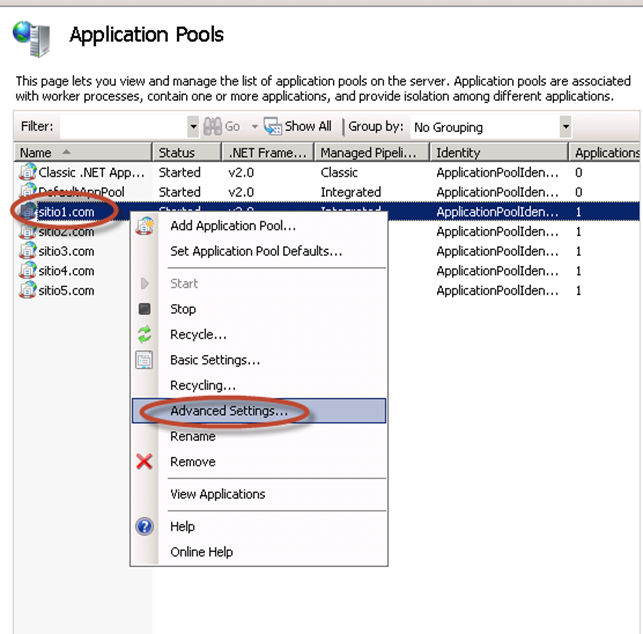 Application Pools
This page lets you view and manage the list of application pools on the server. Application pools are associated
with worker processes, contain one or more applications, and provide isolation among different applications.
Filter: Go Show All Group by: No Grouping
Name Status .NET Frame... Managed Pipeli... Identity Applications
Classic .NET App... Started v2.0 Classic ApplicationPoolIden... 0
DefaultAppPool Started v2.0 Integrated ApplicationPoolIden... 0
sitio1.com Started v2.0 Integrated ApplicationPoolIden... 1
sitio2.com ApplicationPoolIden... 1
sitio3.com ApplicationPoolIden... 1
sitio4.com ApplicationPoolIden... 1
sitio5.com ApplicationPoolIden... 1
Add Application Pool...
Set Application Pool Defaults...
Start
Stop
Recycle...
Basic Settings...
Recycling...
Advanced Settings...
Rename
Remove
View Applications
Help
Online Help